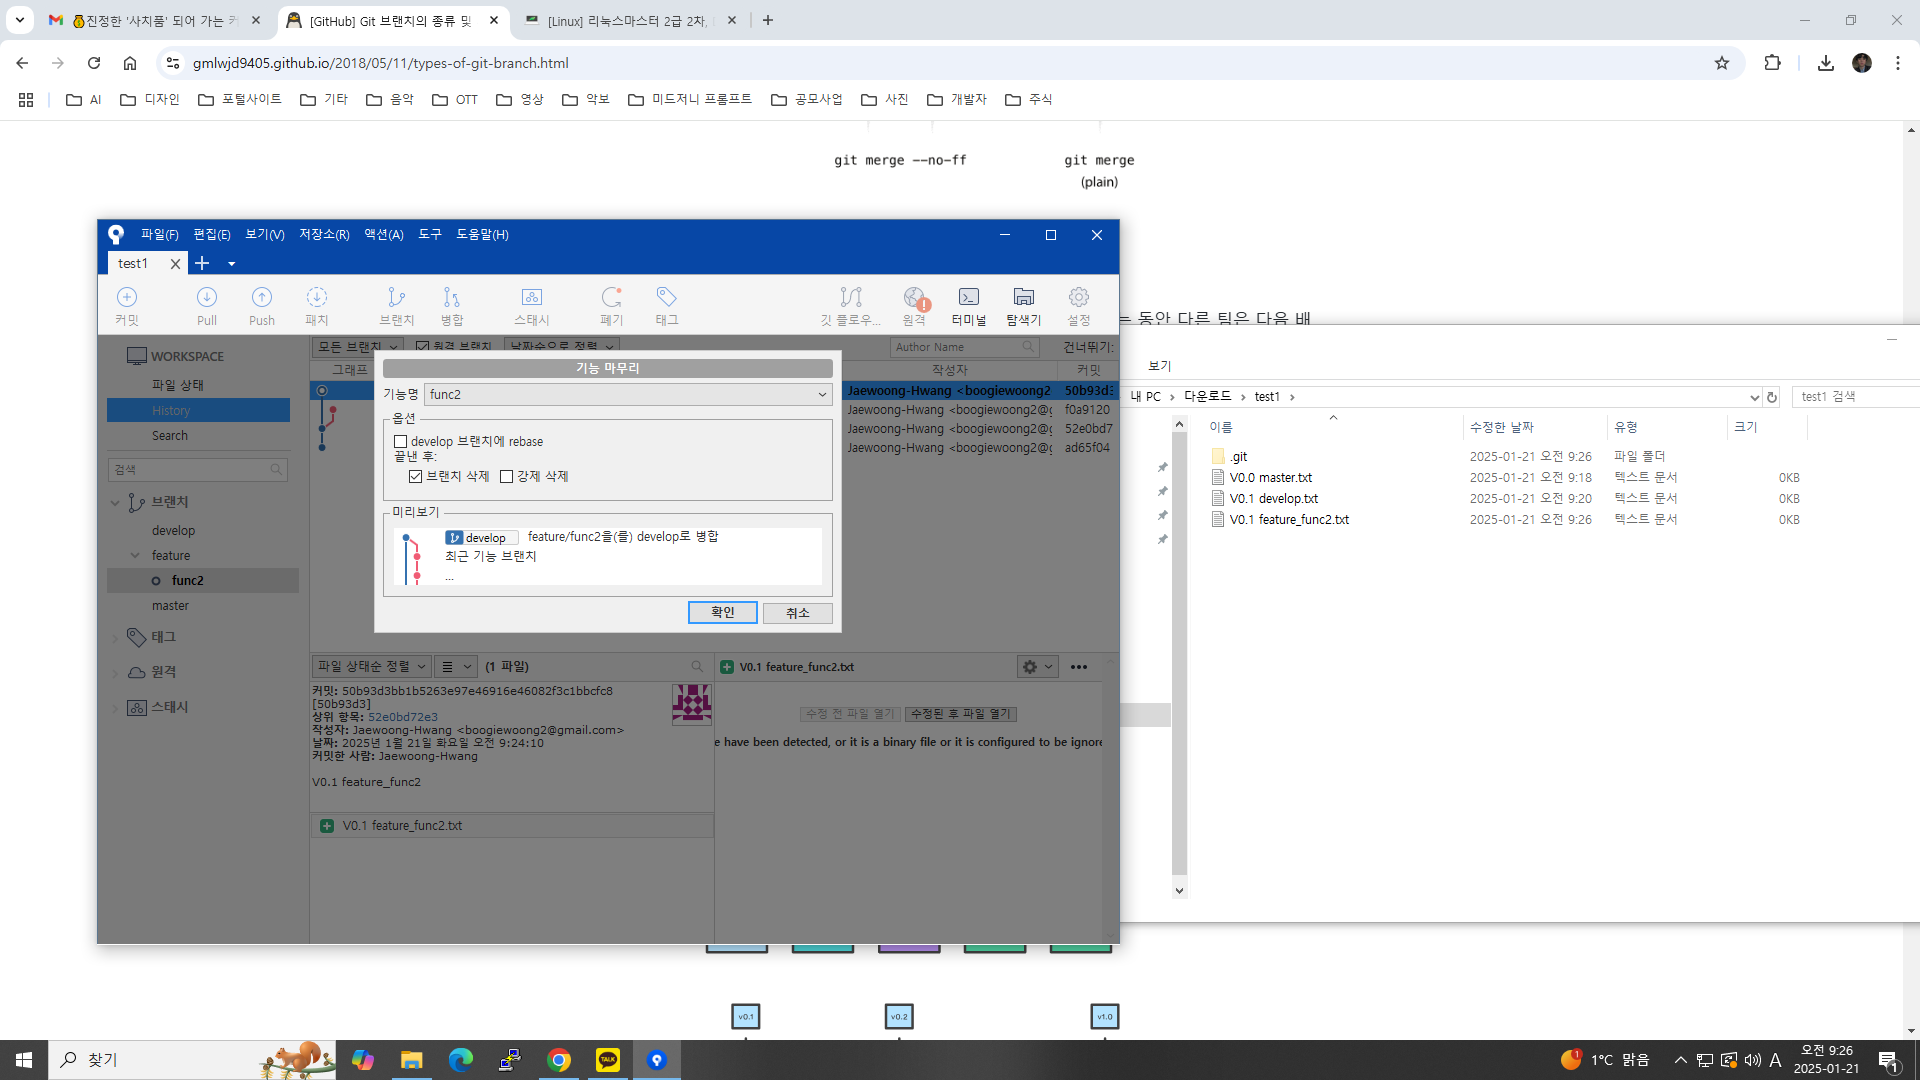 진정한 '사치품' 되어 가는 커
[GitHub] Git 브랜치의 종류 및
[Linux] 리눅스마스터 2급 2차,
gmlwjd9405.github.io/2018/05/11/types-of-git-branch.html
AI
디자인
포털사이트
기타
음악
OTT
영상
악보
미드저니 프롬프트
공모사업
사진
개발자
주식
git merge --no-ff
git merge
(plain)
동안 다른 팀은 다음 배
파일(F) 편집(E) 보기(V) 저장소(R) 액션(A) 도구 도움말(H)
test1
커밋 Pull Push 패치 브랜치 병합 스태시 폐기 태그 깃 플로우... 원격 터미널 탐색기 설정
WORKSPACE
파일 상태
History
Search
검색
브랜치
develop
feature
func2
master
태그
원격
스태시
모든 브랜치 원격 브랜치 날짜순으로 정렬 Author Name 건너뛰기:
그래프 작성자 커밋
Jaewoong-Hwang <boogiewoong2 50b93d3
Jaewoong-Hwang <boogiewoong2@g f0a9120
Jaewoong-Hwang <boogiewoong2@g 52e0bd7
Jaewoong-Hwang <boogiewoong2@g ad65f04
기능 마무리
기능명 func2
옵션
develop 브랜치에 rebase
끝낸 후:
브랜치 삭제 강제 삭제
미리보기
develop feature/func2을(를) develop로 병합
최근 기능 브랜치
...
확인 취소
파일 상태순 정렬 (1 파일)
커밋: 50b93d3bb1b5263e97e46916e46082f3c1bbcfc8
[50b93d3]
상위 항목: 52e0bd72e3
작성자: Jaewoong-Hwang <boogiewoong2@gmail.com>
날짜: 2025년 1월 21일 화요일 오전 9:24:10
커밋한 사람: Jaewoong-Hwang
V0.1 feature_func2
V0.1 feature_func2.txt
V0.1 feature_func2.txt
수정 전 파일 열기 수정된 후 파일 열기
e have been detected, or it is a binary file or it is configured to be ignore
보기
내 PC > 다운로드 > test1 >
test1 검색
이름 수정한 날짜 유형 크기
.git 2025-01-21 오전 9:26 파일 폴더
V0.0 master.txt 2025-01-21 오전 9:18 텍스트 문서 0KB
V0.1 develop.txt 2025-01-21 오전 9:20 텍스트 문서 0KB
V0.1 feature_func2.txt 2025-01-21 오전 9:26 텍스트 문서 0KB
v0.1
v0.2
v1.0
찾기
TALK
1
1°C 맑음
A
오전 9:26
2025-01-21
1